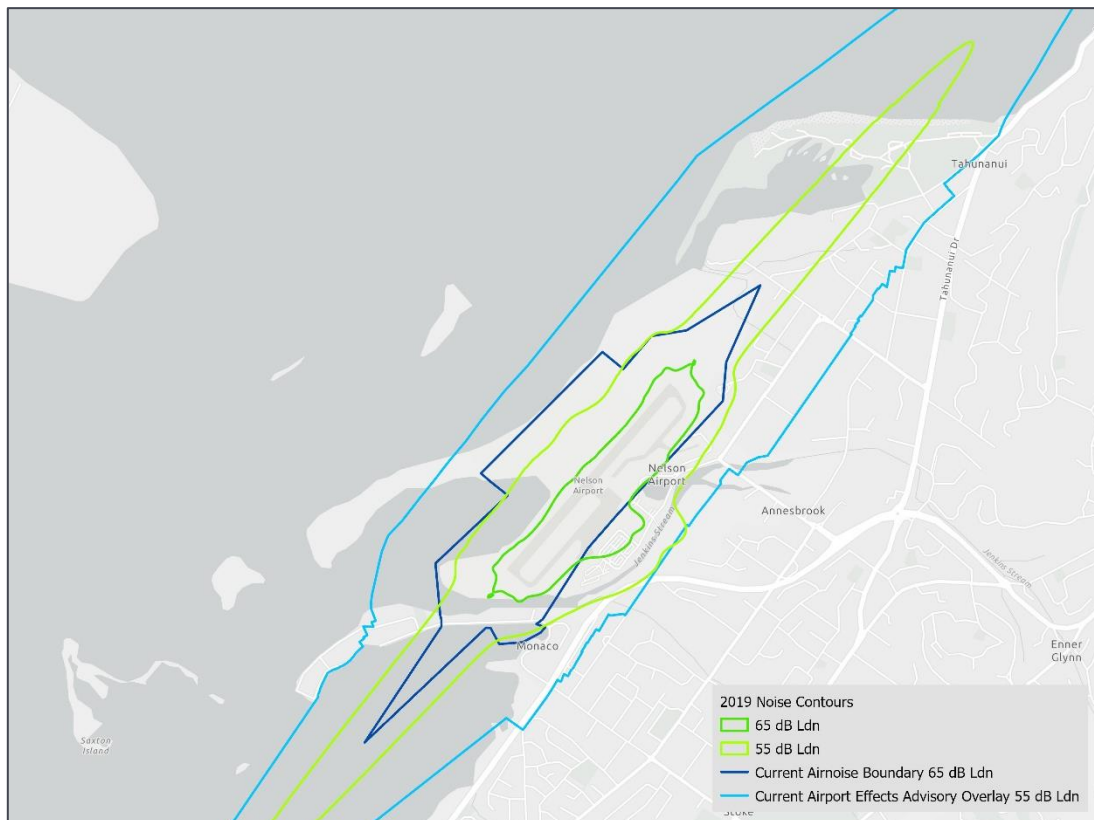 Tahunanui
Tahunanui Dr
Nelson
Airport
Nelson
Airport
Jenkins Stream
Annesbrook
Jenkins Stream
Enner
Glynn
Monaco
Saxton
Island
2019 Noise Contours
65 dB Ldn
55 dB Ldn
Current Airnoise Boundary 65 dB Ldn
Current Airport Effects Advisory Overlay 55 dB Ldn
Stoke